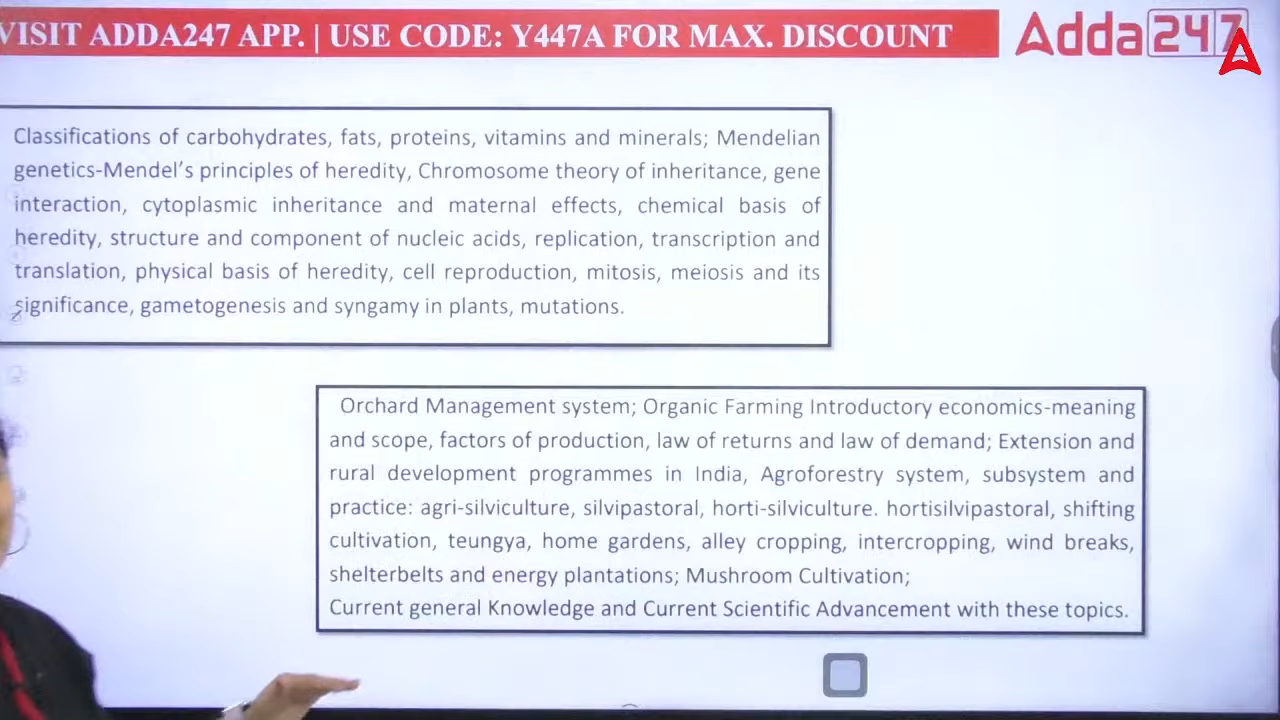 VISIT ADDA247 APP. | USE CODE: Y447A FOR MAX. DISCOUNT
Adda247
Classifications of carbohydrates, fats, proteins, vitamins and minerals; Mendelian
genetics-Mendel's principles of heredity, Chromosome theory of inheritance, gene
interaction, cytoplasmic inheritance and maternal effects, chemical basis of
heredity, structure and component of nucleic acids, replication, transcription and
translation, physical basis of heredity, cell reproduction, mitosis, meiosis and its
significance, gametogenesis and syngamy in plants, mutations.
Orchard Management system; Organic Farming Introductory economics-meaning
and scope, factors of production, law of returns and law of demand; Extension and
rural development programmes in India, Agroforestry system, subsystem and
practice: agri-silviculture, silvipastoral, horti-silviculture. hortisilvipastoral, shifting
cultivation, teungya, home gardens, alley cropping, intercropping, wind breaks,
shelterbelts and energy plantations; Mushroom Cultivation;
Current general Knowledge and Current Scientific Advancement with these topics.